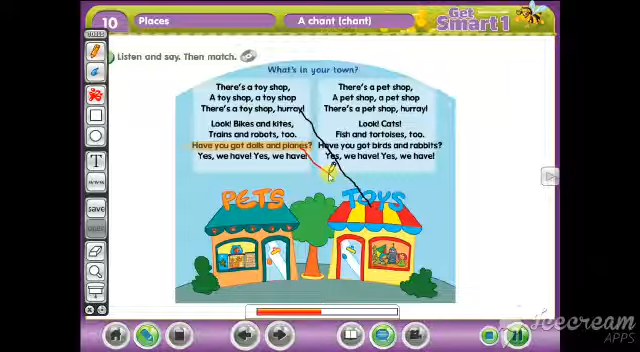 10 Places A chant (chant) Get Smart 1
Listen and say. Then match.
What's in your town?
There's a toy shop,
A toy shop, a toy shop
There's a toy shop, hurray!
Look! Bikes and kites,
Trains and robots, too.
Have you got dolls and planes?
Yes, we have! Yes, we have!
There's a pet shop,
A pet shop, a pet shop
There's a pet shop, hurray!
Look! Cats!
Fish and tortoises, too.
Have you got birds and rabbits?
Yes, we have! Yes, we have!
PETS TOYS
T
save
Icecream
APPS